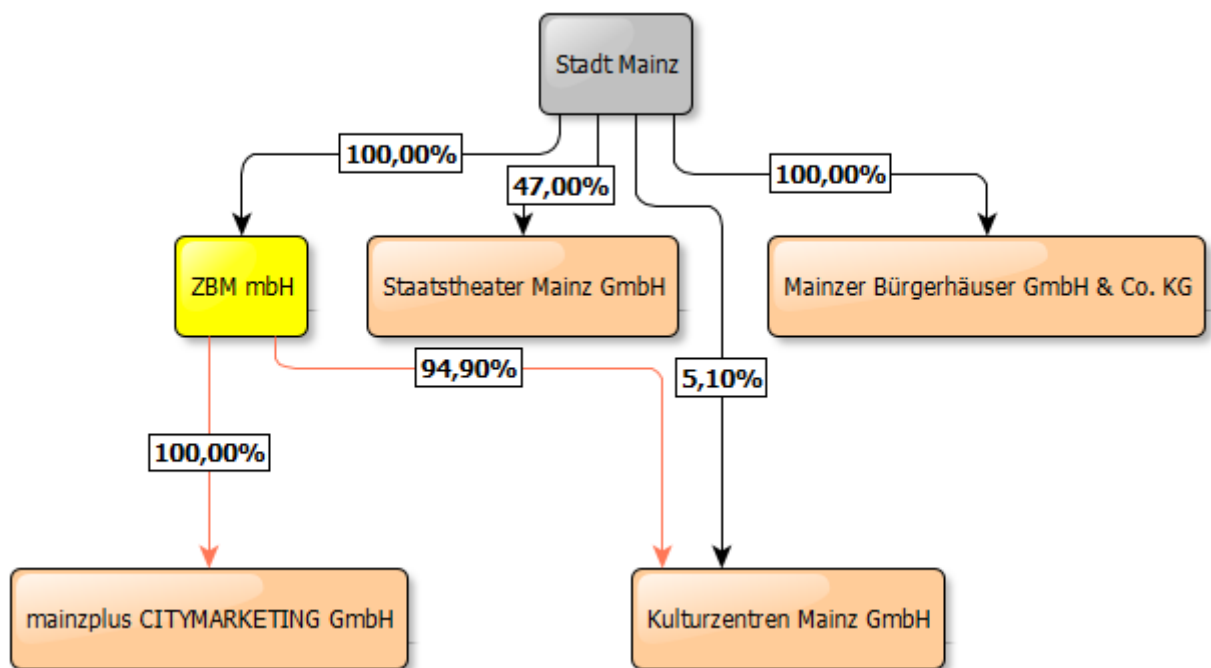 Stadt Mainz
100,00%
47,00%
100,00%
ZBM mbH
Staatstheater Mainz GmbH
Mainzer Bürgerhäuser GmbH & Co. KG
94,90%
5,10%
100,00%
mainzplus CITYMARKETING GmbH
Kulturzentren Mainz GmbH